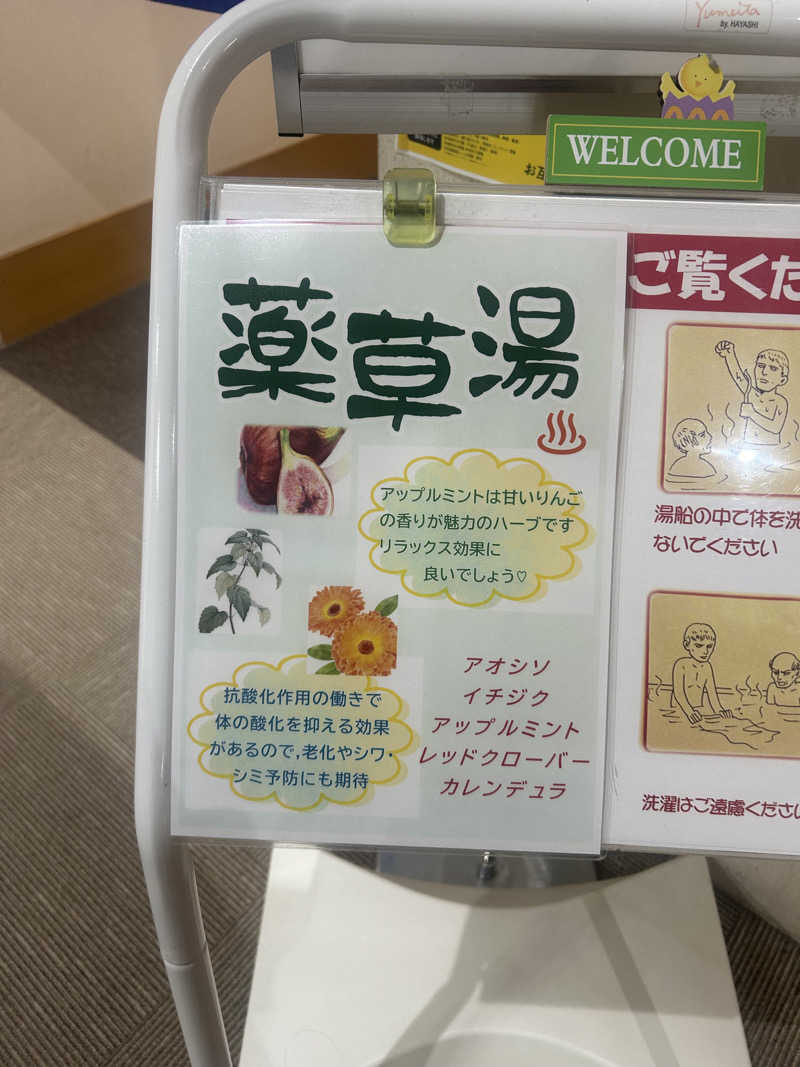 Yumeita
by. HAYASHI
WELCOME
お互
薬草湯
アップルミントは甘いりんご
の香りが魅力のハーブです
リラックス効果に
良いでしょう♡
抗酸化作用の働きで
体の酸化を抑える効果
があるので,老化やシワ・
シミ予防にも期待
アオシソ
イチジク
アップルミント
レッドクローバー
カレンデュラ
ご覧くだ
湯船の中で体を洗
ないでください
洗濯はご遠慮ください